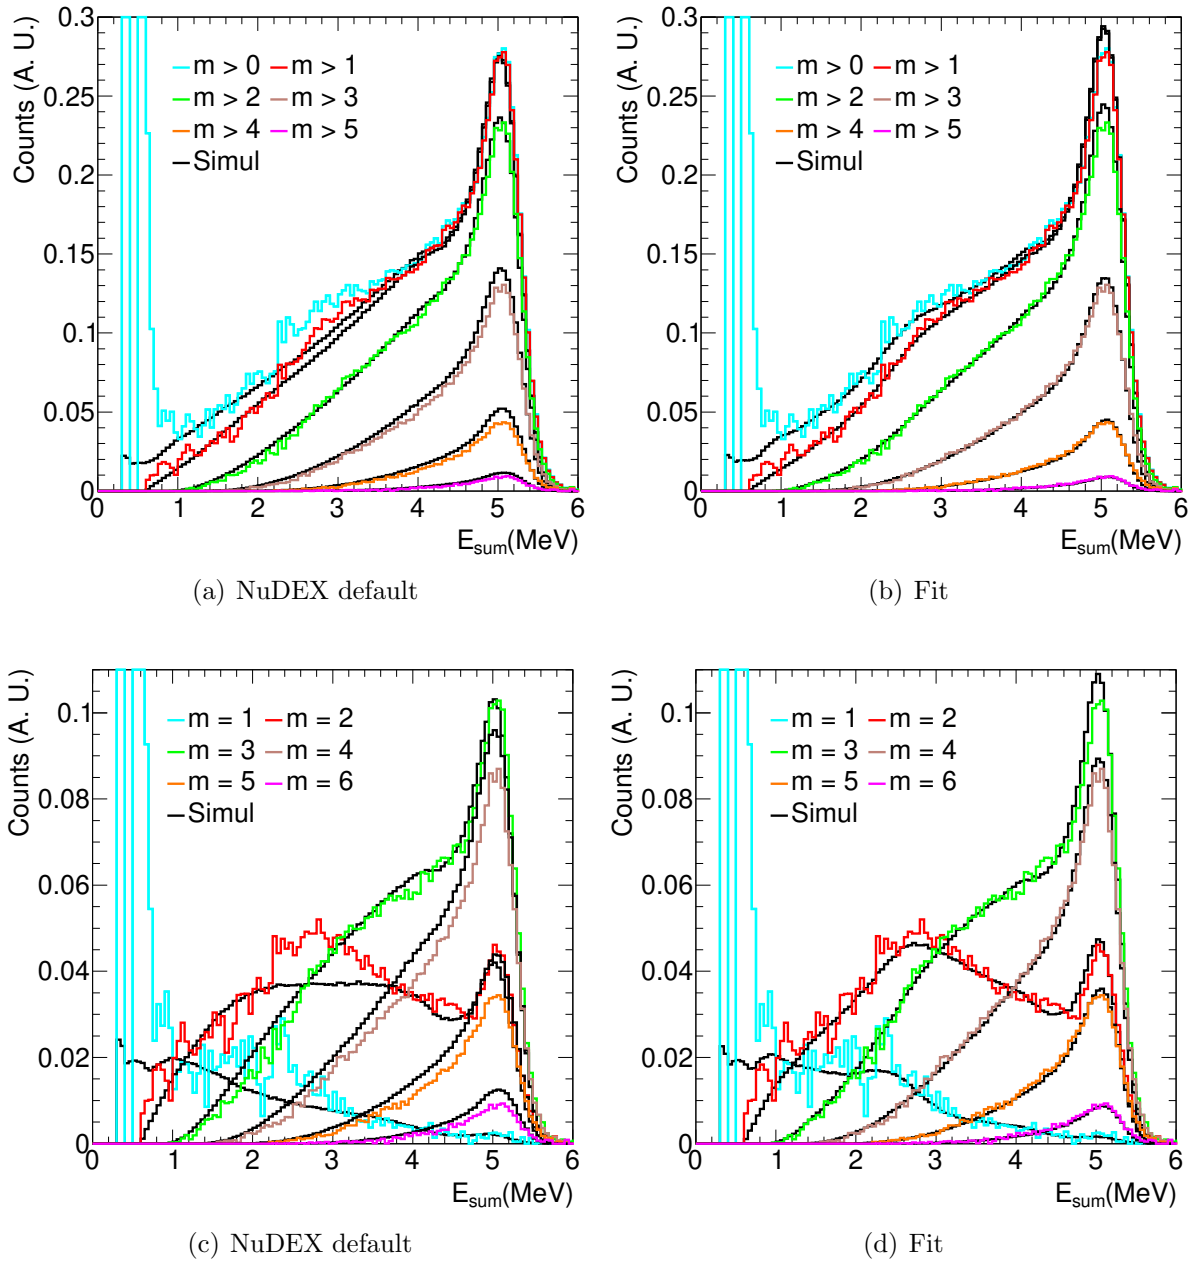 Counts (A. U.)
0.3
0.25
0.2
0.15
0.1
0.05
0
m > 0 m > 1
m > 2 m > 3
m > 4 m > 5
Simul
0 1 2 3 4 5 6
E_sum(MeV)
(a) NuDEX default
Counts (A. U.)
0.3
0.25
0.2
0.15
0.1
0.05
0
m > 0 m > 1
m > 2 m > 3
m > 4 m > 5
Simul
0 1 2 3 4 5 6
E_sum(MeV)
(b) Fit
Counts (A. U.)
0.1
0.08
0.06
0.04
0.02
0
m = 1 m = 2
m = 3 m = 4
m = 5 m = 6
Simul
0 1 2 3 4 5 6
E_sum(MeV)
(c) NuDEX default
Counts (A. U.)
0.1
0.08
0.06
0.04
0.02
0
m = 1 m = 2
m = 3 m = 4
m = 5 m = 6
Simul
0 1 2 3 4 5 6
E_sum(MeV)
(d) Fit